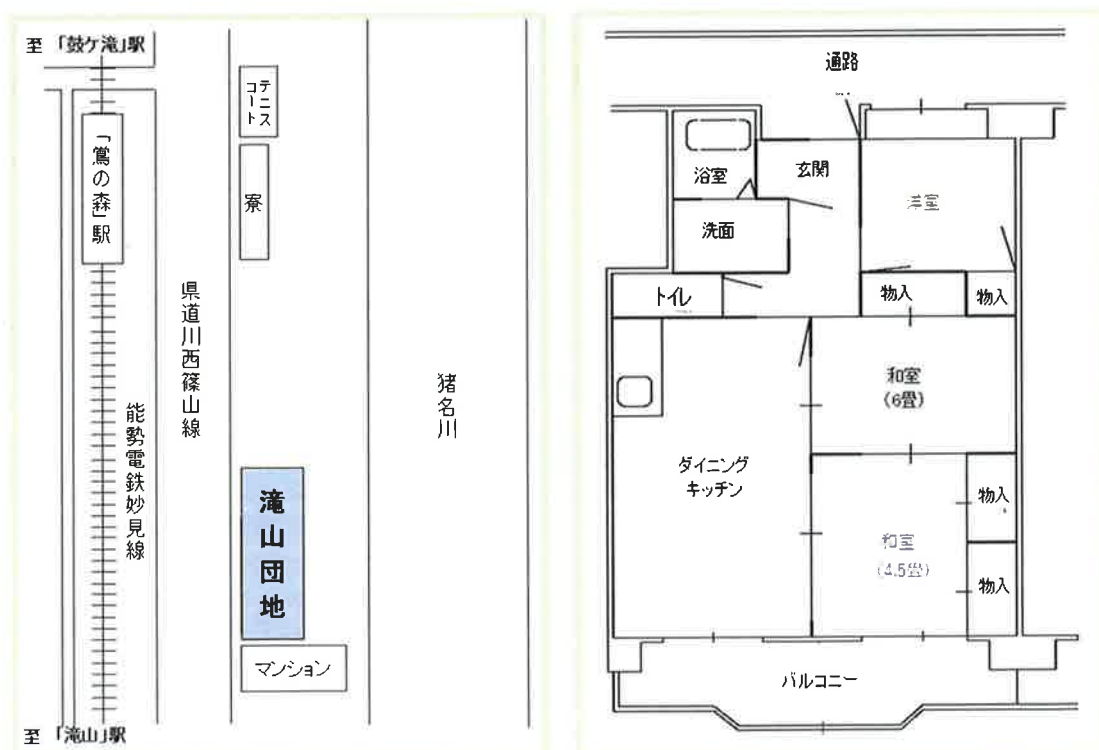 至 「鼓ケ滝」駅
テニス
コート
「鴬の森」駅
寮
県道川西篠山線
猪名川
能勢電鉄妙見線
滝山団地
マンション
至 「滝山」駅
通路
浴室
玄関
洋室
洗面
トイレ
物入
物入
和室
(6畳)
ダイニング
キッチン
物入
和室
(4.5畳)
物入
バルコニー